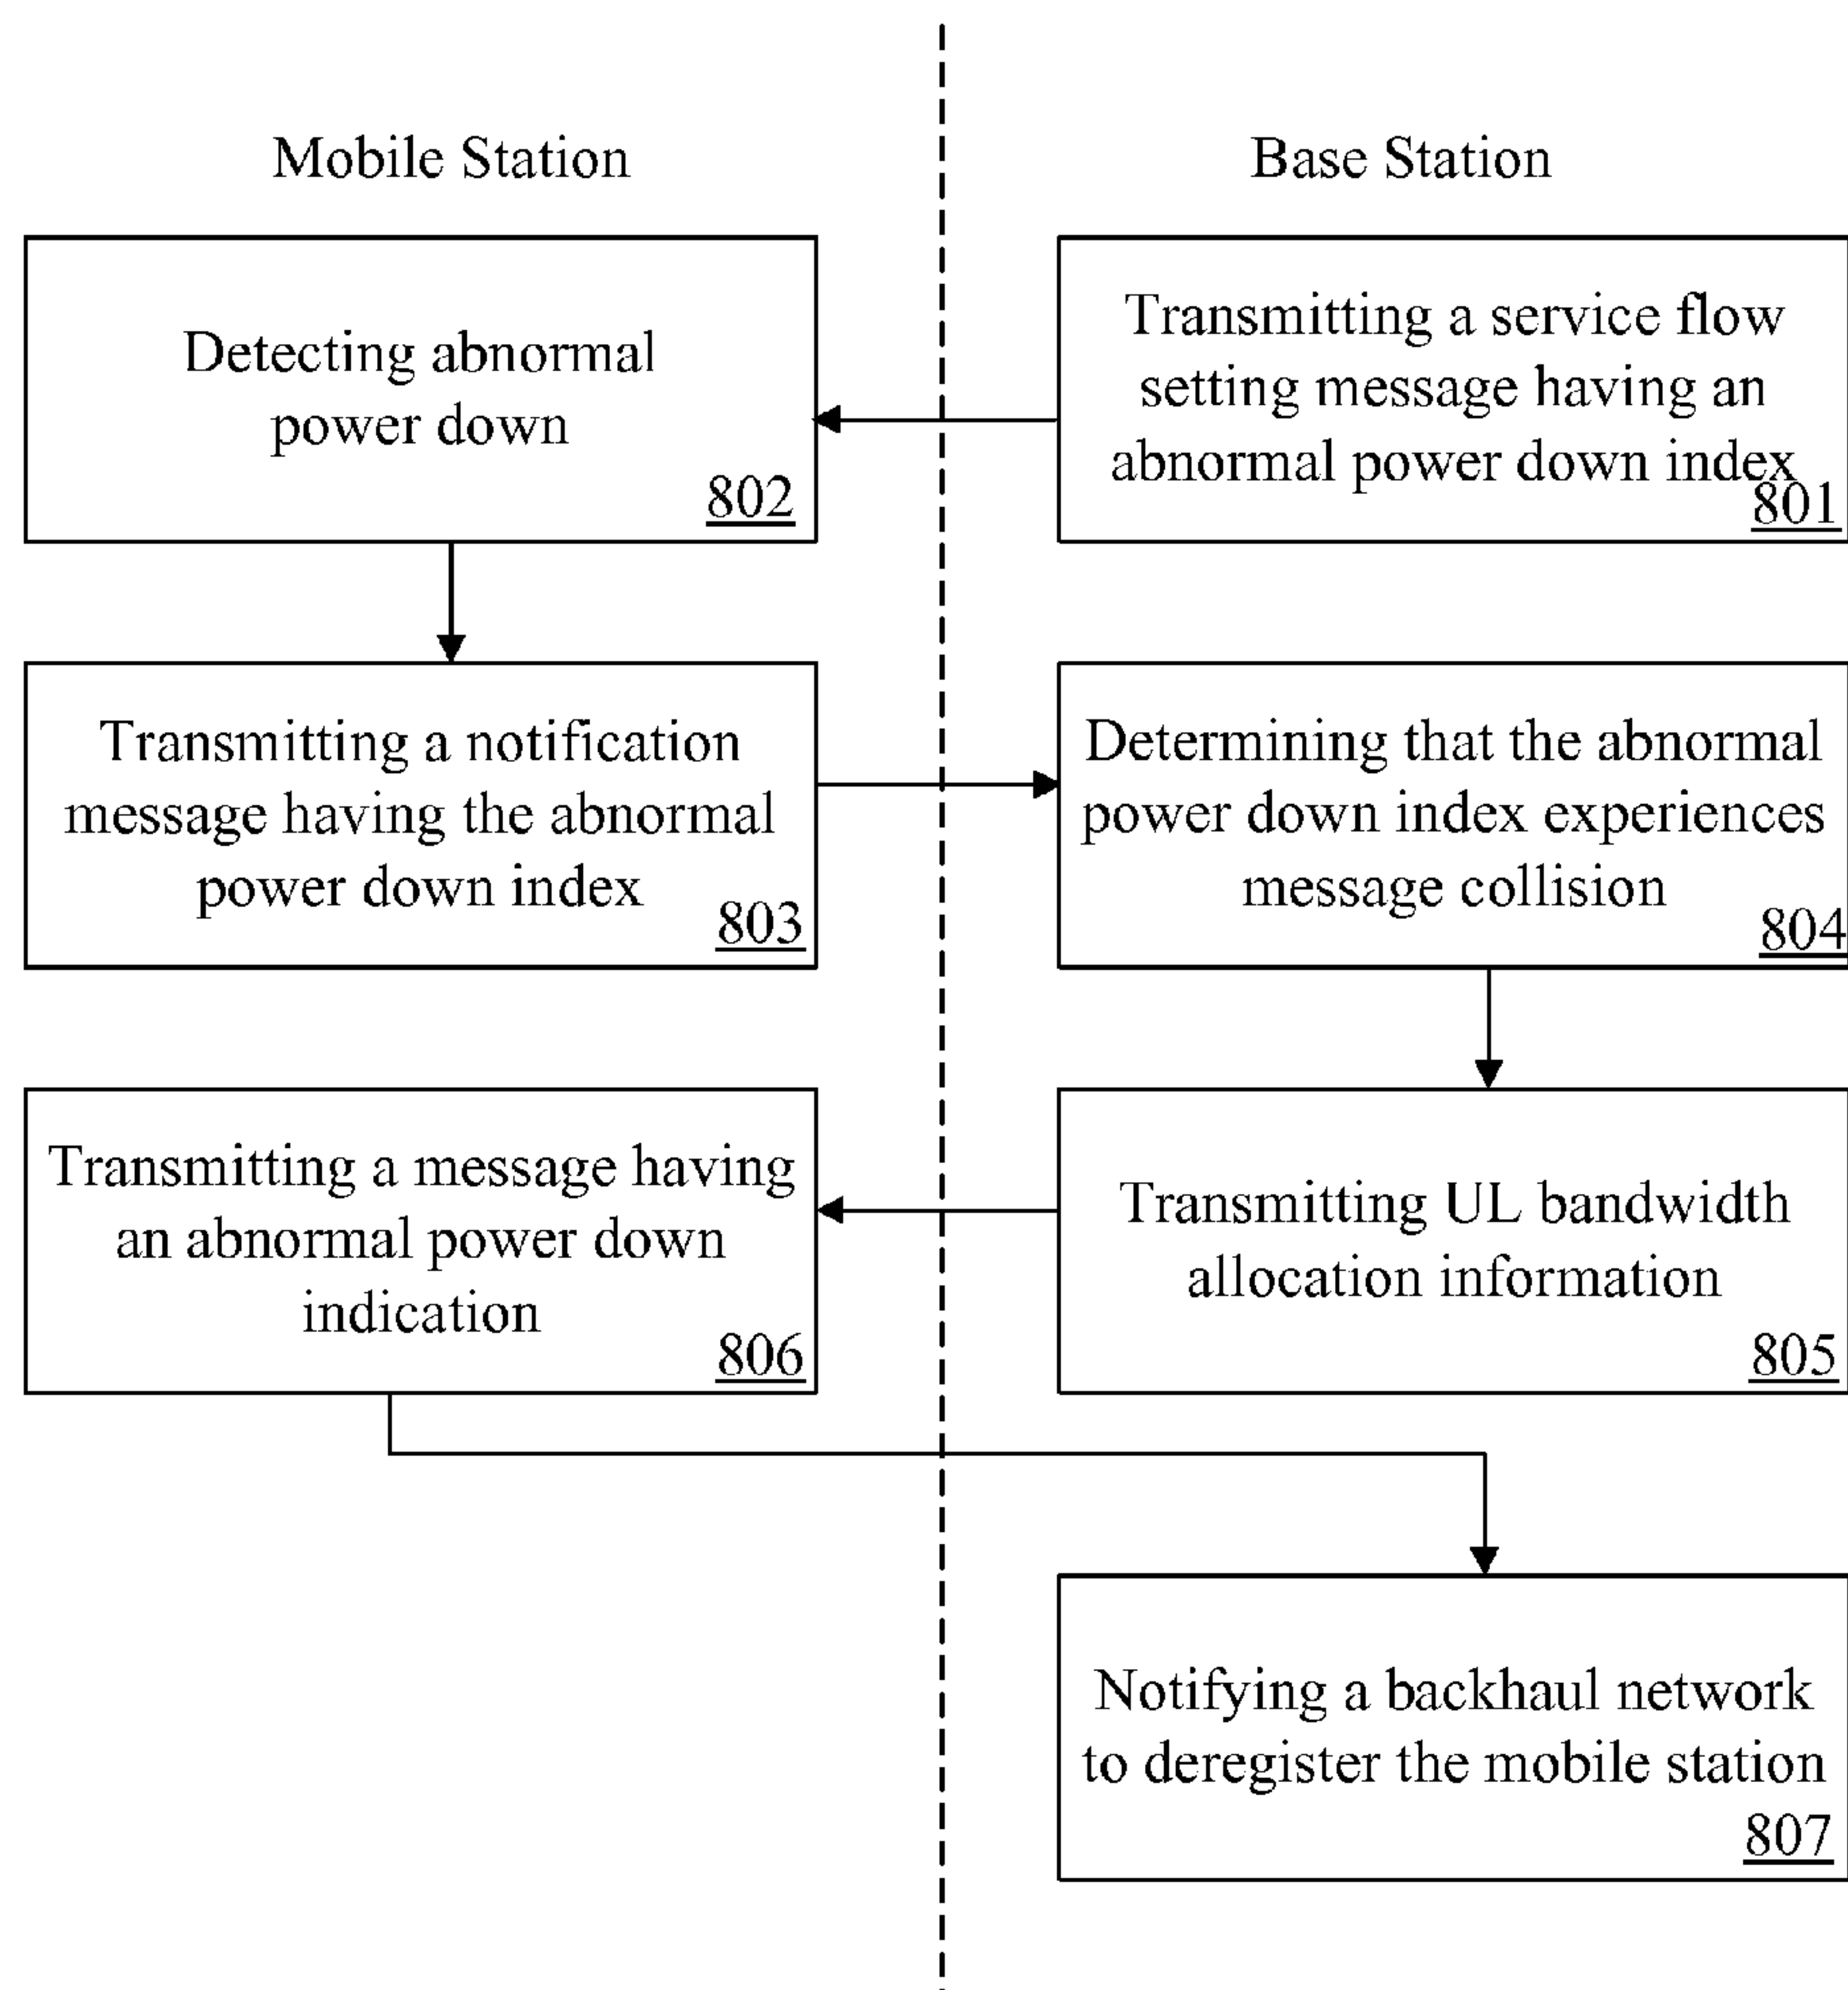 Mobile Station
Base Station
Transmitting a service flow
setting message having an
abnormal power down index
801
Detecting abnormal
power down
802
Transmitting a notification
message having the abnormal
power down index
803
Determining that the abnormal
power down index experiences
message collision
804
Transmitting UL bandwidth
allocation information
805
Transmitting a message having
an abnormal power down
indication
806
Notifying a backhaul network
to deregister the mobile station
807